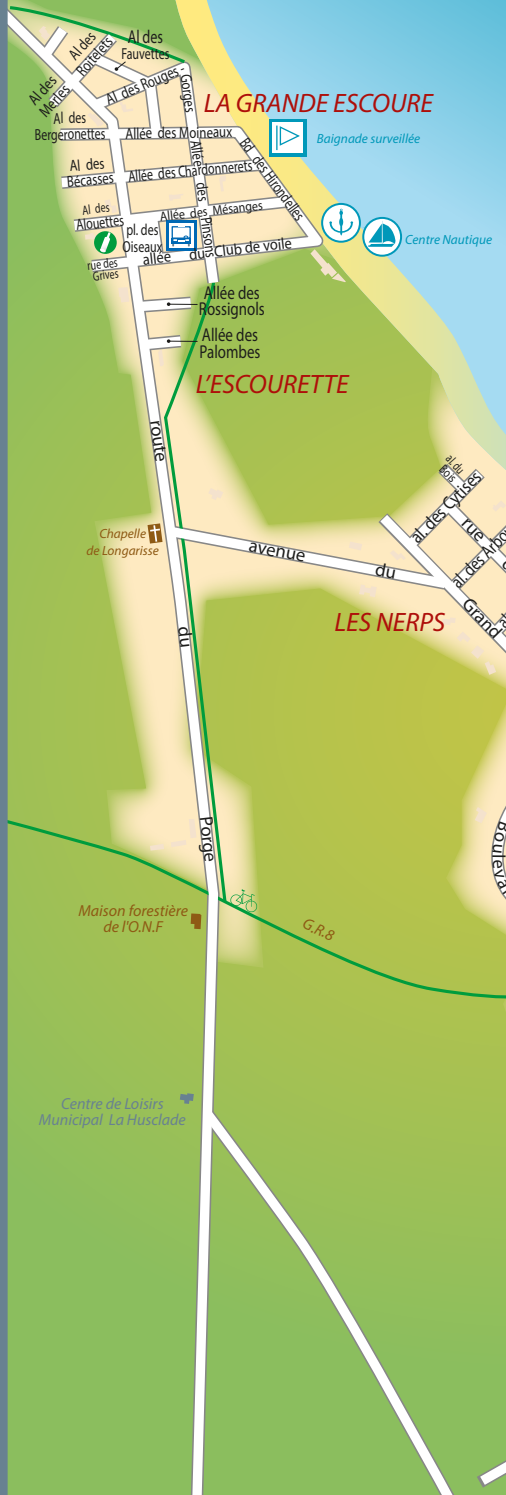 Al des
Fauvettes
Al des
Roitelets
Al des
Merles
Al des Rouges - Gorges
LA GRANDE ESCOURE
Al des
Bergeronettes
Allée des Moineaux
Baignade surveillée
Bd des Hirondelles
Al des
Bécasses
Allée des Chardonnerets
Allée des Pinsons
Al des
Alouettes
Allée des Mésanges
pl. des
Oiseaux
Centre Nautique
rue des
Grives
allée du Club de voile
Allée des
Rossignols
Allée des
Palombes
L'ESCOURETTE
route du Porge
al. du
Bois
al. des Cytises
rue
al. des Arbo
Chapelle
de Longarisse
avenue du Grand
LES NERPS
Boulevar
Maison forestière
de l'O.N.F
G.R.8
Centre de Loisirs
Municipal La Husclade